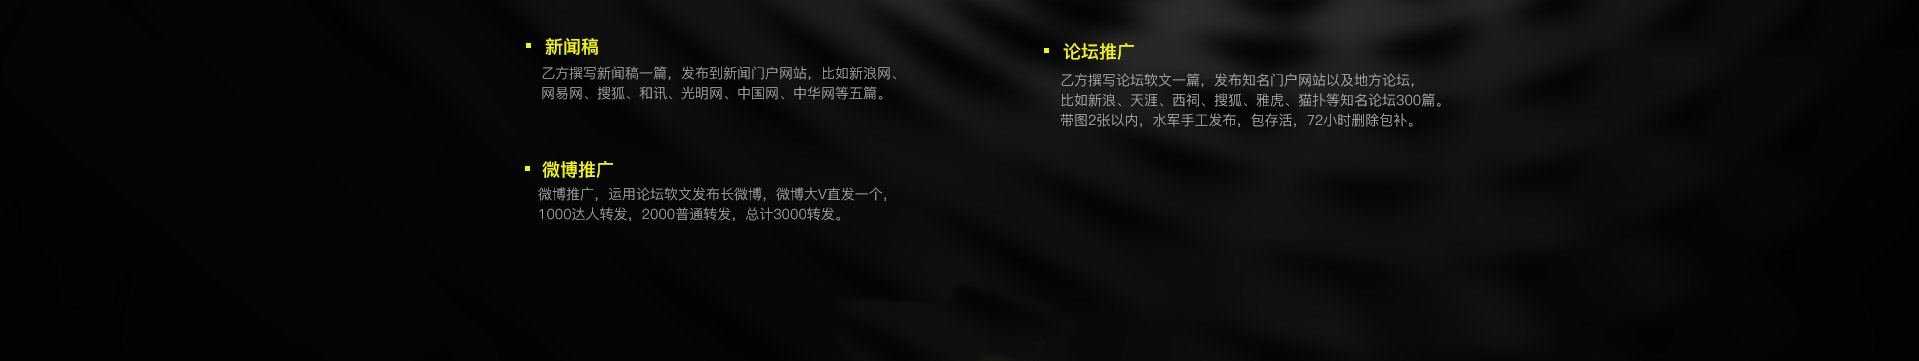 新闻稿
乙方撰写新闻稿一篇，发布到新闻门户网站，比如新浪网、
网易网、搜狐、和讯、光明网、中国网、中华网等五篇。
论坛推广
乙方撰写论坛软文一篇，发布知名门户网站以及地方论坛，
比如新浪、天涯、西祠、搜狐、雅虎、猫扑等知名论坛300篇。
带图2张以内，水军手工发布，包存活，72小时删除包补。
微博推广
微博推广，运用论坛软文发布长微博，微博大V直发一个，
1000达人转发，2000普通转发，总计3000转发。